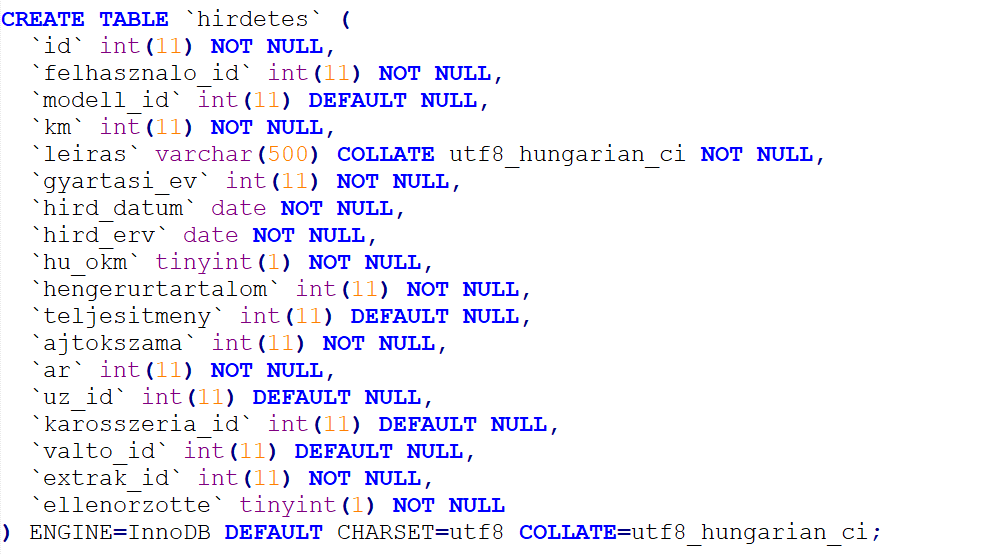 CREATE TABLE `hirdetes` (
`id` int(11) NOT NULL,
`felhasznalo_id` int(11) NOT NULL,
`modell_id` int(11) DEFAULT NULL,
`km` int(11) NOT NULL,
`leiras` varchar(500) COLLATE utf8_hungarian_ci NOT NULL,
`gyartasi_ev` int(11) NOT NULL,
`hird_datum` date NOT NULL,
`hird_erv` date NOT NULL,
`hu_okm` tinyint(1) NOT NULL,
`hengerurtartalom` int(11) NOT NULL,
`teljesitmeny` int(11) DEFAULT NULL,
`ajtokszama` int(11) NOT NULL,
`ar` int(11) NOT NULL,
`uz_id` int(11) DEFAULT NULL,
`karosszeria_id` int(11) DEFAULT NULL,
`valto_id` int(11) DEFAULT NULL,
`extrak_id` int(11) NOT NULL,
`ellenorzotte` tinyint(1) NOT NULL
) ENGINE=InnoDB DEFAULT CHARSET=utf8 COLLATE=utf8_hungarian_ci;